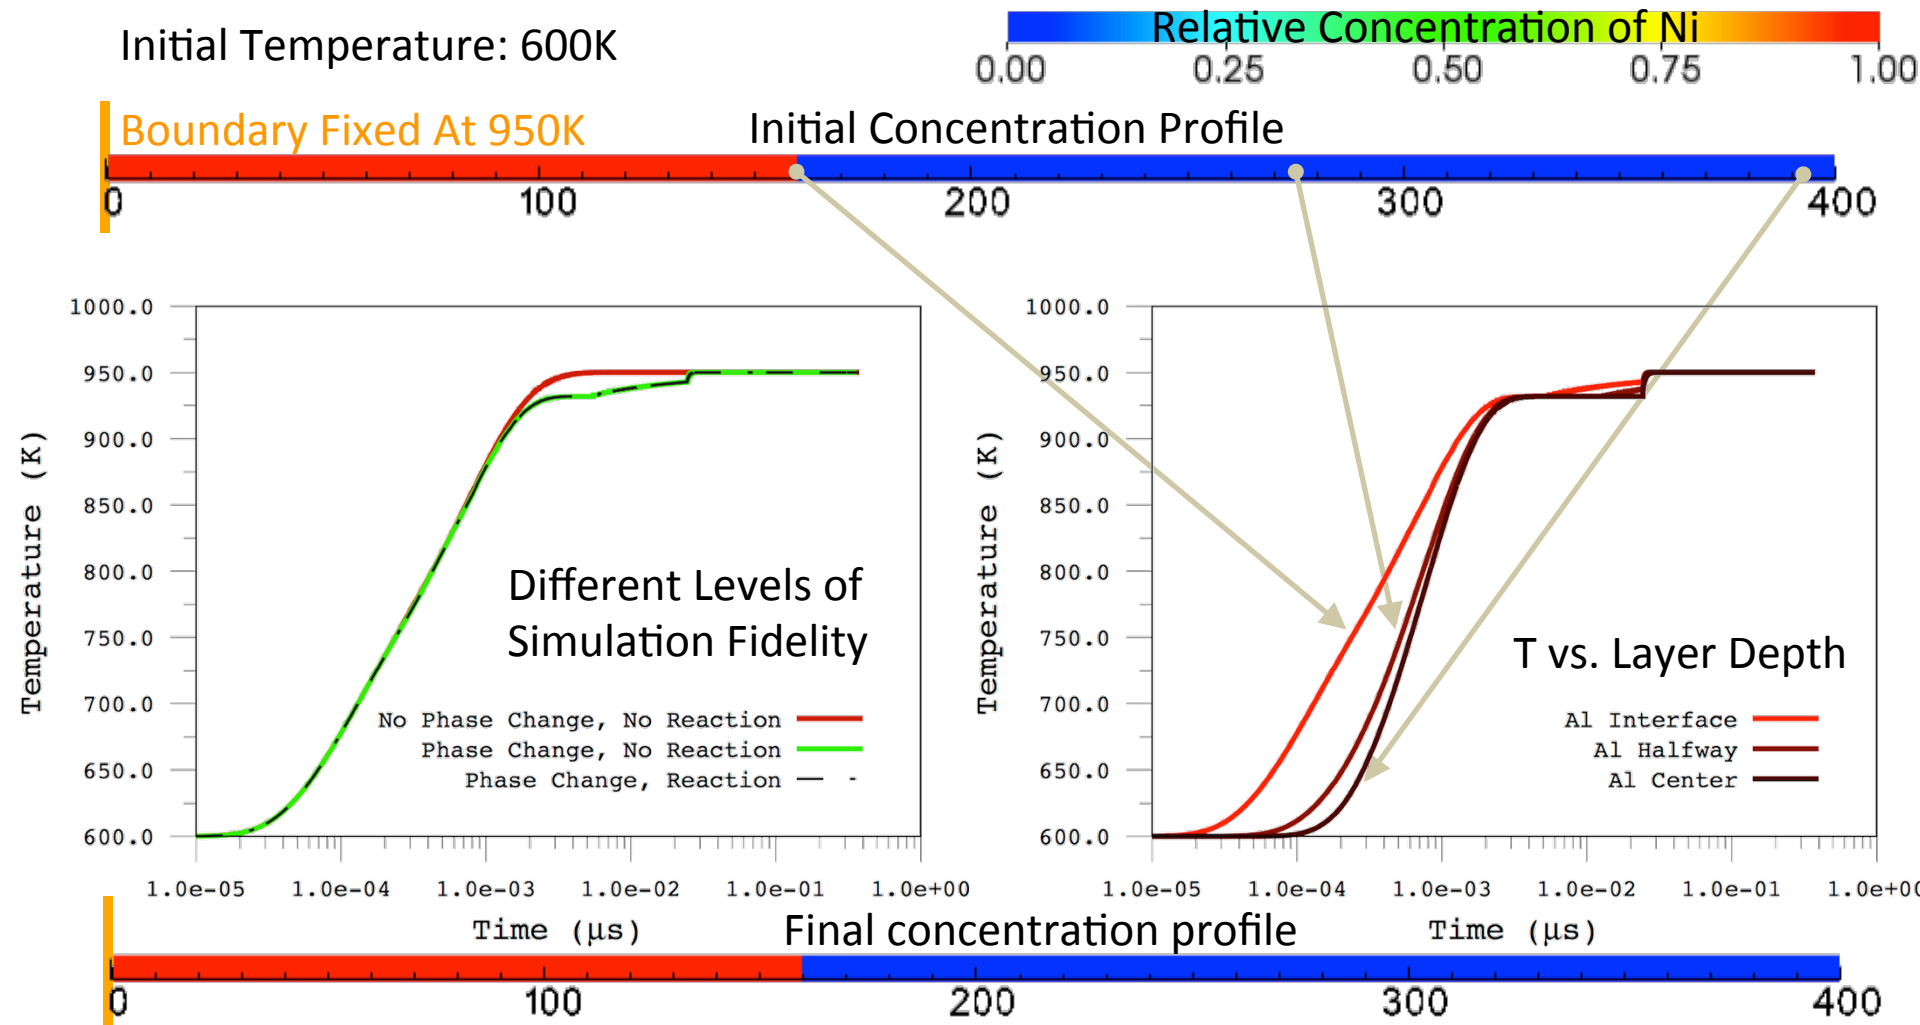 Initial Temperature: 600K
Relative Concentration of Ni
0.00 0.25 0.50 0.75 1.00
Boundary Fixed At 950K
Initial Concentration Profile
0 100 200 300 400
1000.0
950.0
900.0
850.0
800.0
750.0
700.0
650.0
600.0
Temperature (K)
Different Levels of
Simulation Fidelity
No Phase Change, No Reaction
Phase Change, No Reaction
Phase Change, Reaction
1.0e-05 1.0e-04 1.0e-03 1.0e-02 1.0e-01 1.0e+00
Time (μs)
1000.0
950.0
900.0
850.0
800.0
750.0
700.0
650.0
600.0
Temperature (K)
T vs. Layer Depth
Al Interface
Al Halfway
Al Center
1.0e-05 1.0e-04 1.0e-03 1.0e-02 1.0e-01 1.0e+00
Time (μs)
Final concentration profile
0 100 200 300 400